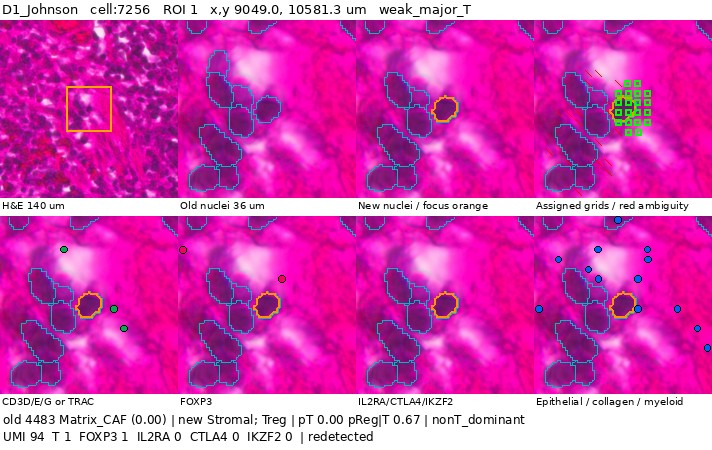 D1_Johnson cell:7256 ROI 1 x,y 9049.0, 10581.3 um weak_major_T
H&E 140 um
Old nuclei 36 um
New nuclei / focus orange
Assigned grids / red ambiguity
CD3D/E/G or TRAC
FOXP3
IL2RA/CTLA4/IKZF2
Epithelial / collagen / myeloid
old 4483 Matrix_CAF (0.00) | new Stromal; Treg | pT 0.00 pReg|T 0.67 | nonT_dominant
UMI 94 T 1 FOXP3 1 IL2RA 0 CTLA4 0 IKZF2 0 | redetected